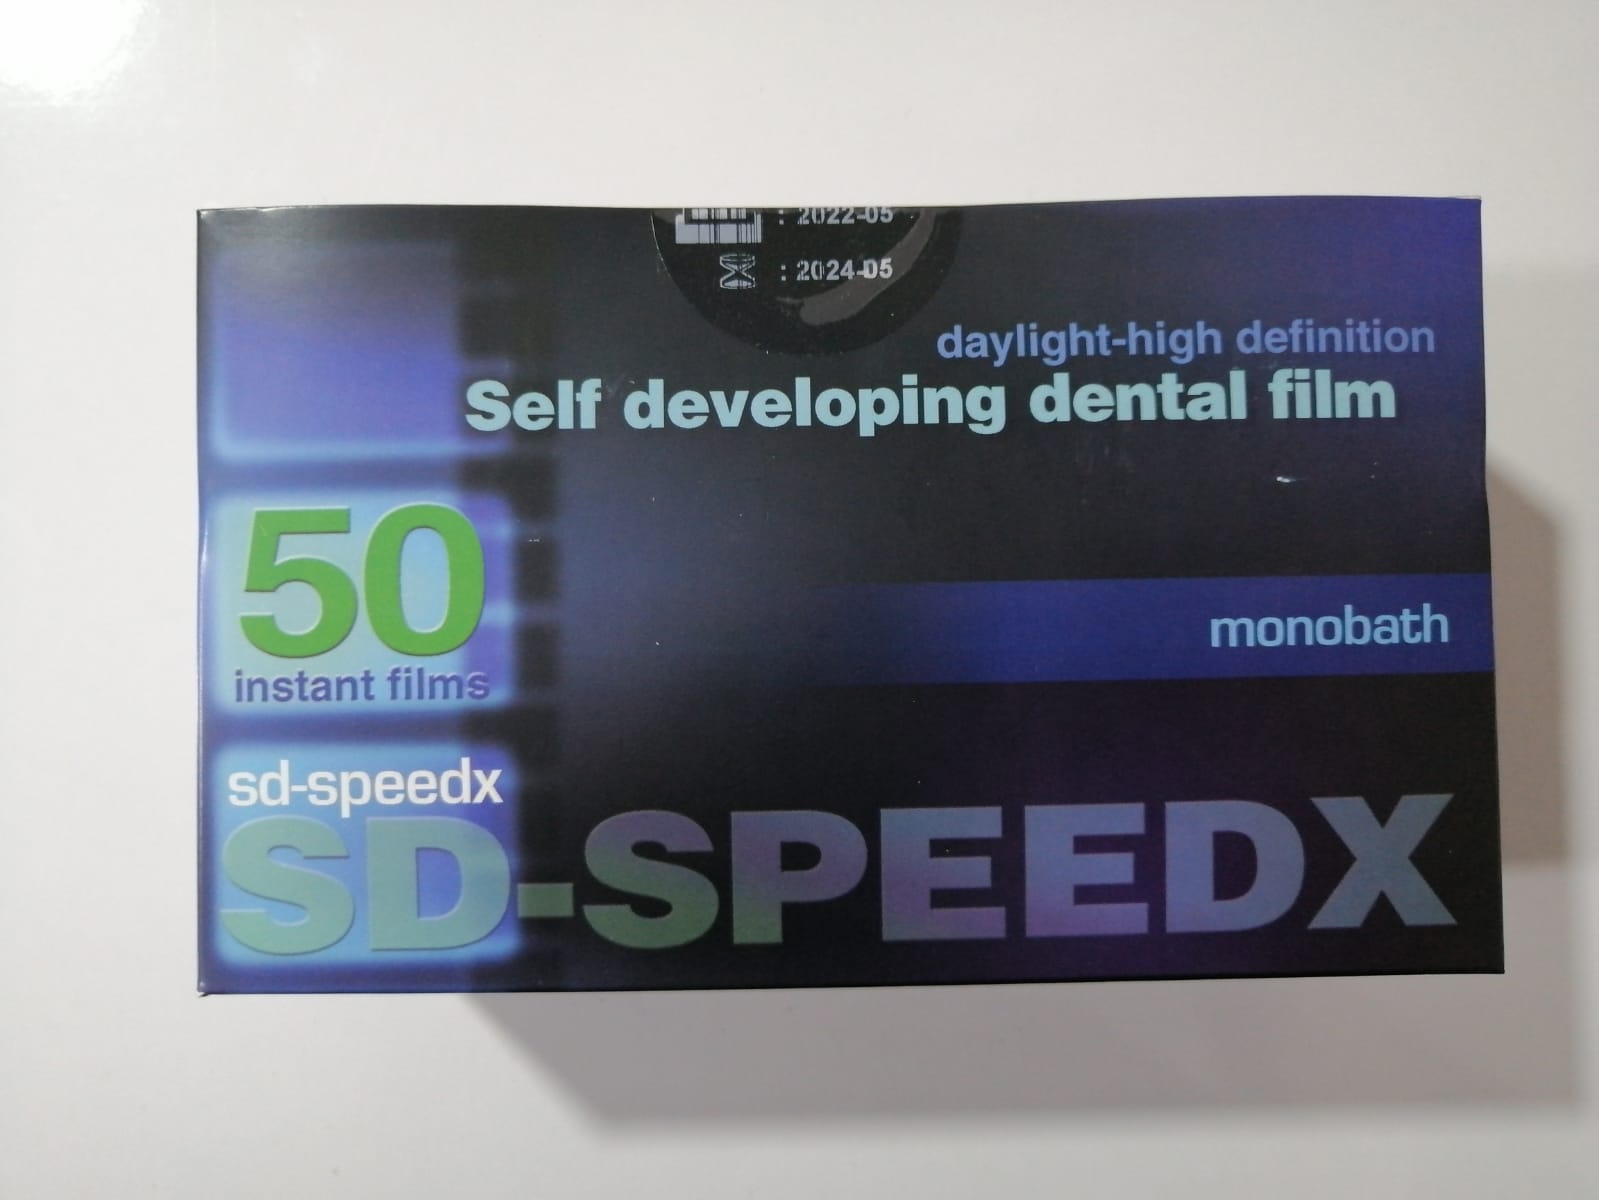 : 2022-05
: 2024-05
daylight-high definition
Self developing dental film
50
instant films
monobath
sd-speedx
SD-SPEEDX